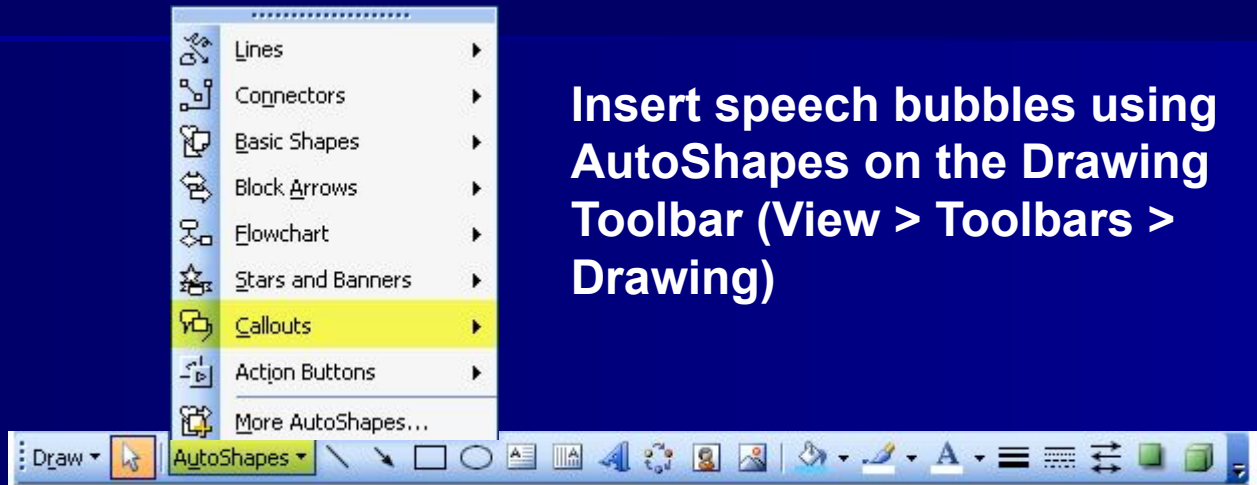 Lines
Connectors
Basic Shapes
Block Arrows
Flowchart
Stars and Banners
Callouts
Action Buttons
More AutoShapes...
Insert speech bubbles using
AutoShapes on the Drawing
Toolbar (View > Toolbars >
Drawing)
Draw AutoShapes A